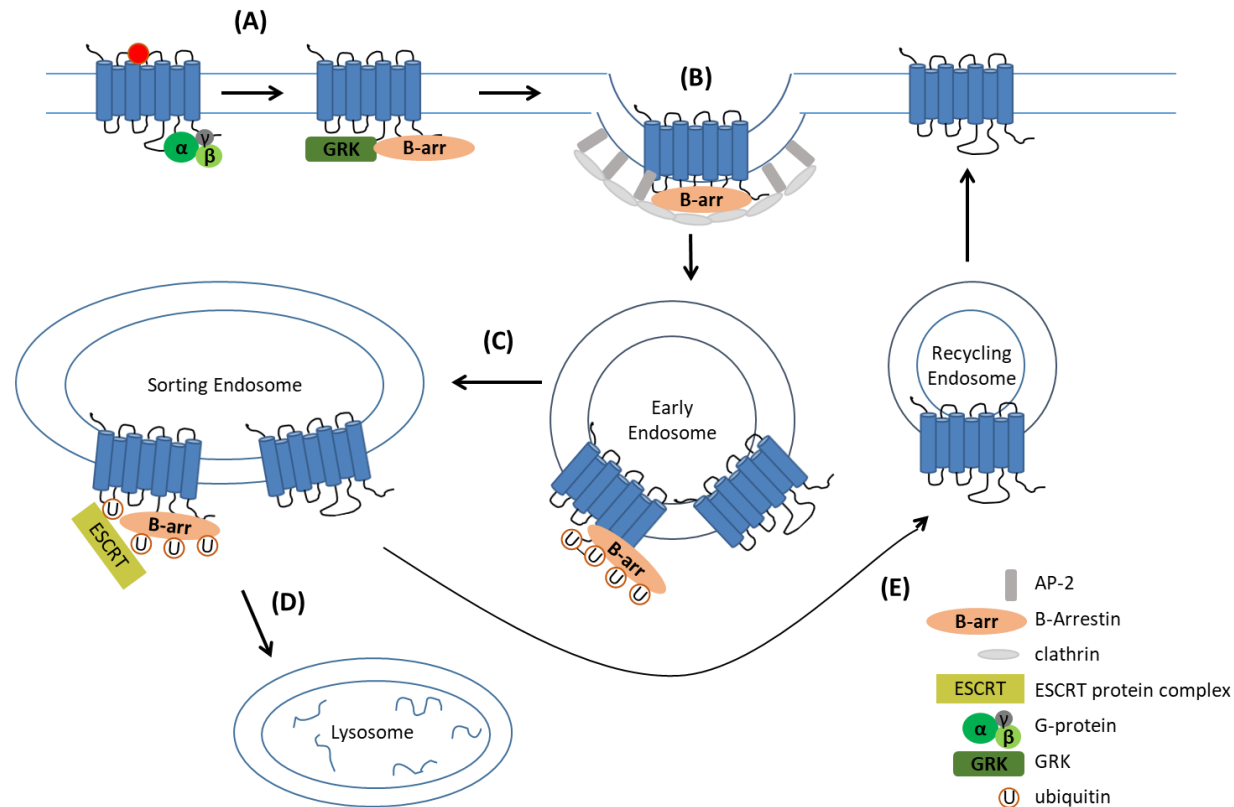 (A)
α
γ
β
GRK
B-arr
(B)
B-arr
(C)
Sorting Endosome
U
B-arr
ESCRT
U
U
U
Early
Endosome
B-arr
U
U
U
U
Recycling
Endosome
(D)
Lysosome
(E)
AP-2
B-arr
B-Arrestin
clathrin
ESCRT
ESCRT protein complex
α
γ
β
G-protein
GRK
GRK
U
ubiquitin